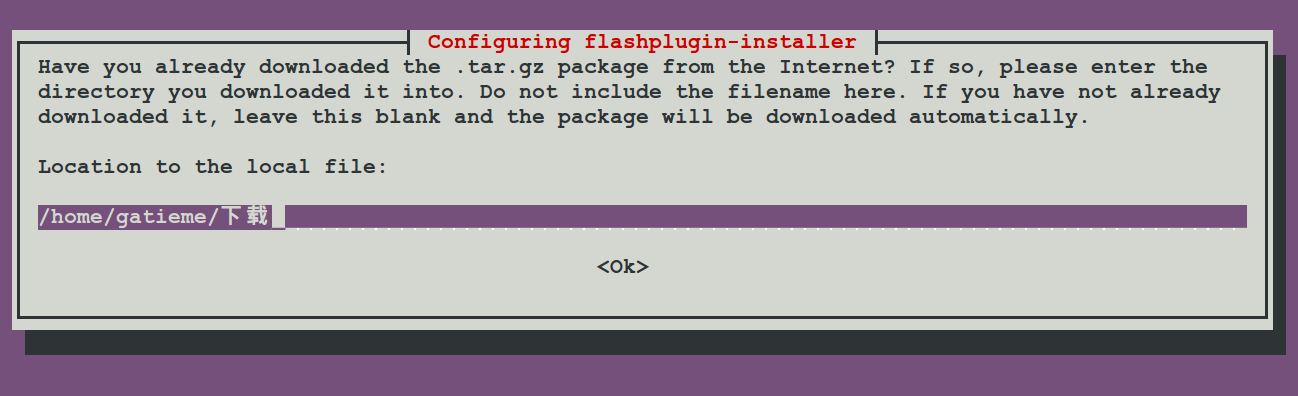 Configuring flashplugin-installer
Have you already downloaded the .tar.gz package from the Internet? If so, please enter the
directory you downloaded it into. Do not include the filename here. If you have not already
downloaded it, leave this blank and the package will be downloaded automatically.
Location to the local file:
/home/gatieme/下载
<Ok>